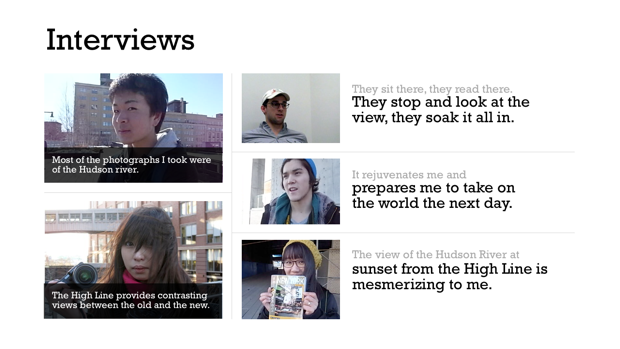 Interviews
Most of the photographs I took were
of the Hudson river.
The High Line provides contrasting
views between the old and the new.
They sit there, they read there.
They stop and look at the
view, they soak it all in.
It rejuvenates me and
prepares me to take on
the world the next day.
The view of the Hudson River at
sunset from the High Line is
mesmerizing to me.